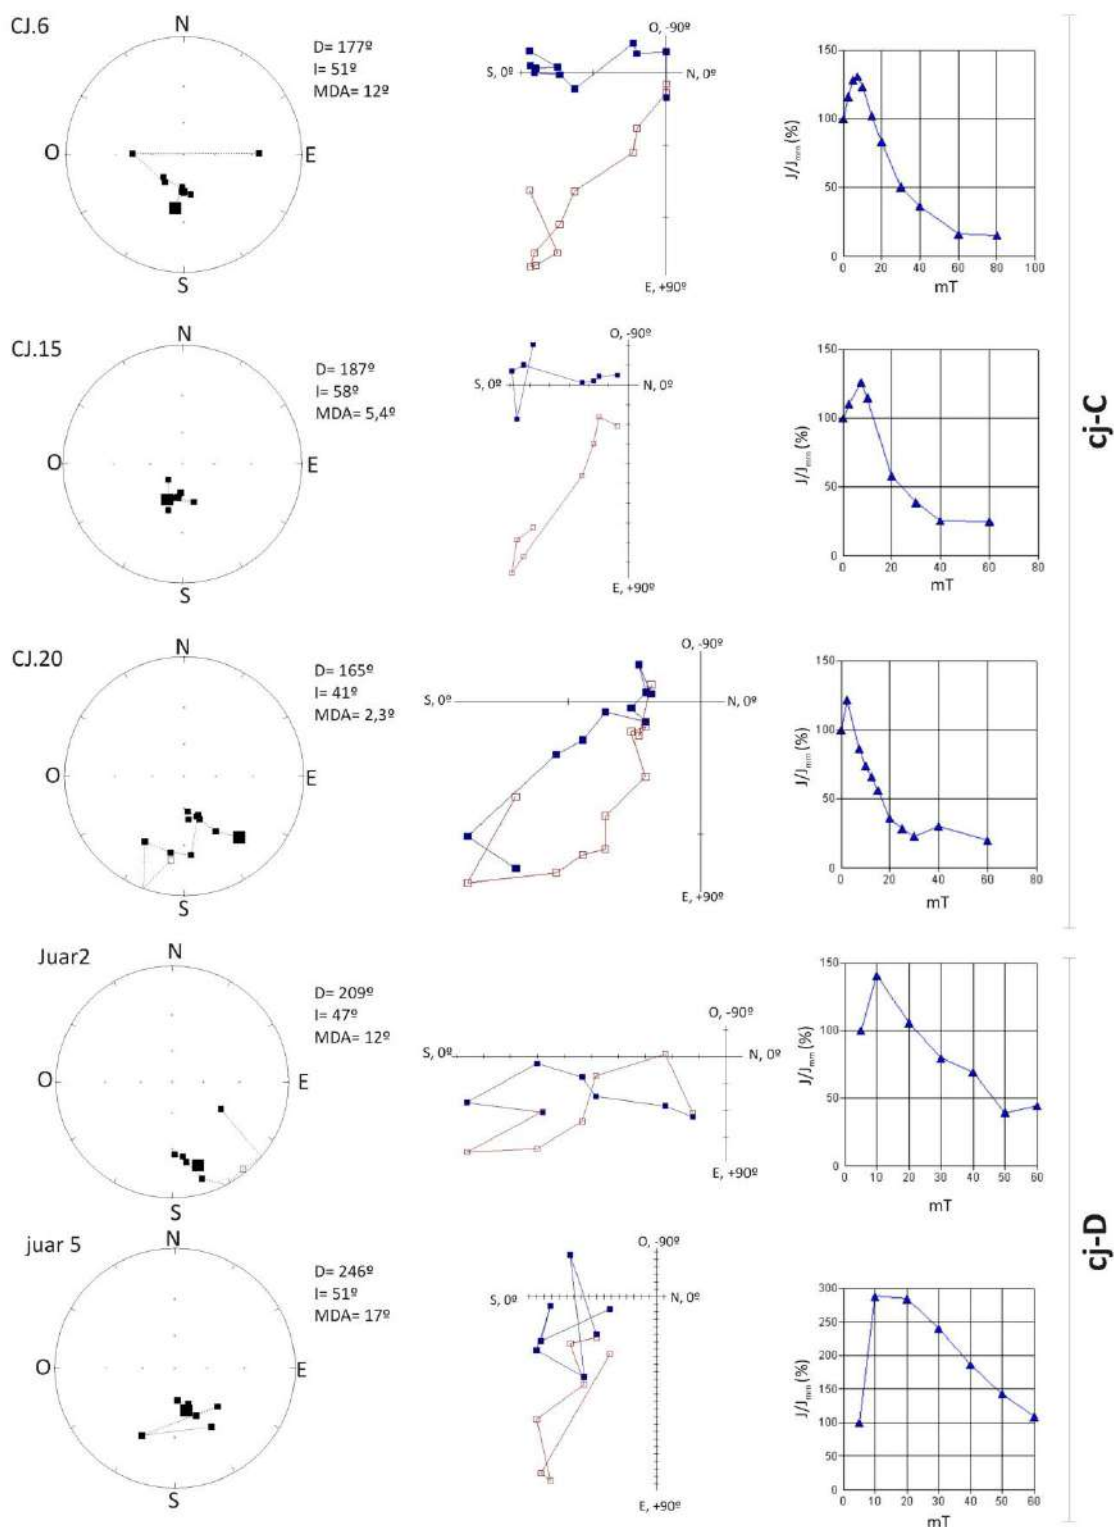 CJ.6
N
O
E
S
D= 177º
I= 51º
MDA= 12º
O, -90º
S, 0º
N, 0º
E, +90º
J/Jmm (%)
150
100
50
0
0 20 40 60 80 100
mT
CJ.15
N
O
E
S
D= 187º
I= 58º
MDA= 5,4º
O, -90º
S, 0º
N, 0º
E, +90º
J/Jmm (%)
150
100
50
0
0 20 40 60 80
mT
cj-C
CJ.20
N
O
E
S
D= 165º
I= 41º
MDA= 2,3º
O, -90º
S, 0º
N, 0º
E, +90º
J/Jmm (%)
150
100
50
0
0 20 40 60 80
mT
Juar2
N
O
E
S
D= 209º
I= 47º
MDA= 12º
O, -90º
S, 0º
N, 0º
E, +90º
J/Jmm (%)
150
100
50
0
0 10 20 30 40 50 60
mT
cj-D
juar 5
N
O
E
S
D= 246º
I= 51º
MDA= 17º
O, -90º
S, 0º
N, 0º
E, +90º
J/Jmm (%)
300
250
200
150
100
50
0
0 10 20 30 40 50 60
mT